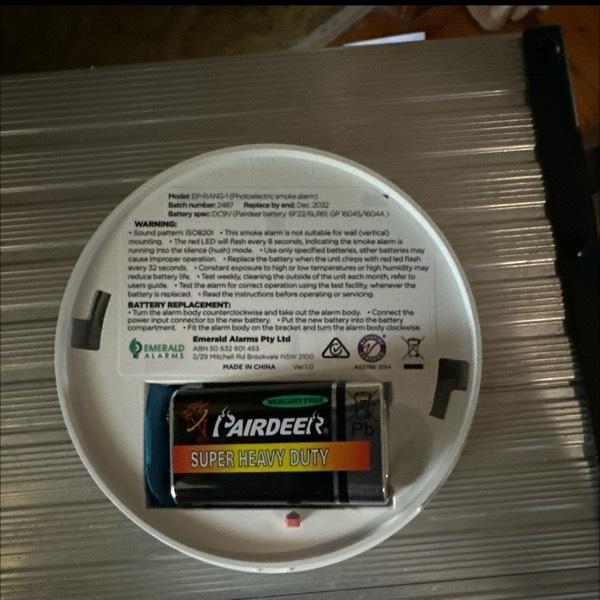 Model: EP-RANG-1 (Photoelectric smoke alarm)
Batch number: 2487 Replace by end: Dec. 2032
Battery spec: DC9V (Pairdeer battery: 6F22/6LR61; GP 1604S/1604A)
WARNING:
• Sound pattern: ISO8201 • This smoke alarm is not suitable for wall (vertical)
mounting. • The red LED will flash every 8 seconds, indicating the smoke alarm is
running into the silence (hush) mode. • Use only specified batteries, other batteries may
cause improper operation. • Replace the battery when the unit chirps with red led flash
every 32 seconds. • Constant exposure to high or low temperatures or high humidity may
reduce battery life. • Test weekly, cleaning the outside of the unit each month, refer to
users guide. • Test the alarm for correct operation using the test facility, whenever the
battery is replaced. • Read the instructions before operating or servicing.
BATTERY REPLACEMENT:
• Turn the alarm body counterclockwise and take out the alarm body. • Connect the
power input connector to the new battery. • Put the new battery into the battery
compartment. • Fit the alarm body on the bracket and turn the alarm body clockwise.
EMERALD
ALARMS
Emerald Alarms Pty Ltd
ABN 50 632 601 453
2/29 Mitchell Rd Brookvale NSW 2100
MADE IN CHINA Ver:1.0
AS3786:2014
MERCURY FREE
PAIRDEER
Pb
SUPER HEAVY DUTY